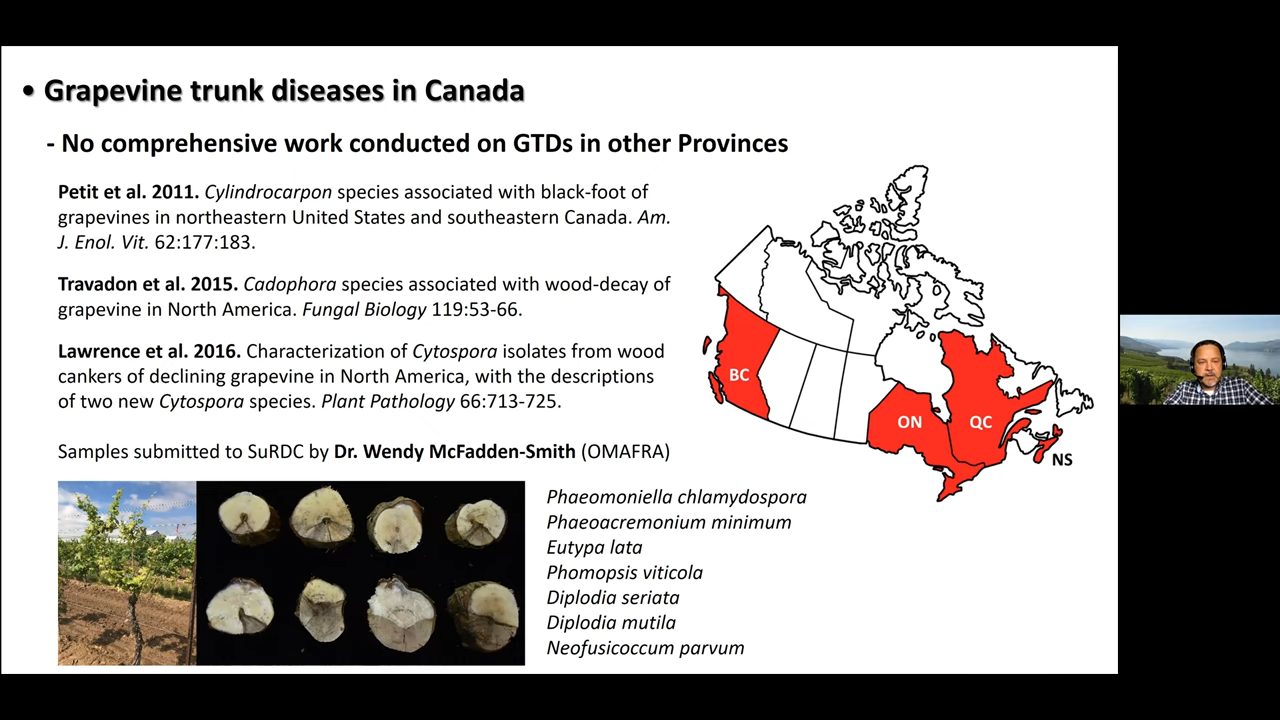 • Grapevine trunk diseases in Canada
- No comprehensive work conducted on GTDs in other Provinces
Petit et al. 2011. Cylindrocarpon species associated with black-foot of
grapevines in northeastern United States and southeastern Canada. Am.
J. Enol. Vit. 62:177:183.
Travadon et al. 2015. Cadophora species associated with wood-decay of
grapevine in North America. Fungal Biology 119:53-66.
Lawrence et al. 2016. Characterization of Cytospora isolates from wood
cankers of declining grapevine in North America, with the descriptions
of two new Cytospora species. Plant Pathology 66:713-725.
Samples submitted to SuRDC by Dr. Wendy McFadden-Smith (OMAFRA)
BC
ON
QC
NS
Phaeomoniella chlamydospora
Phaeoacremonium minimum
Eutypa lata
Phomopsis viticola
Diplodia seriata
Diplodia mutila
Neofusicoccum parvum